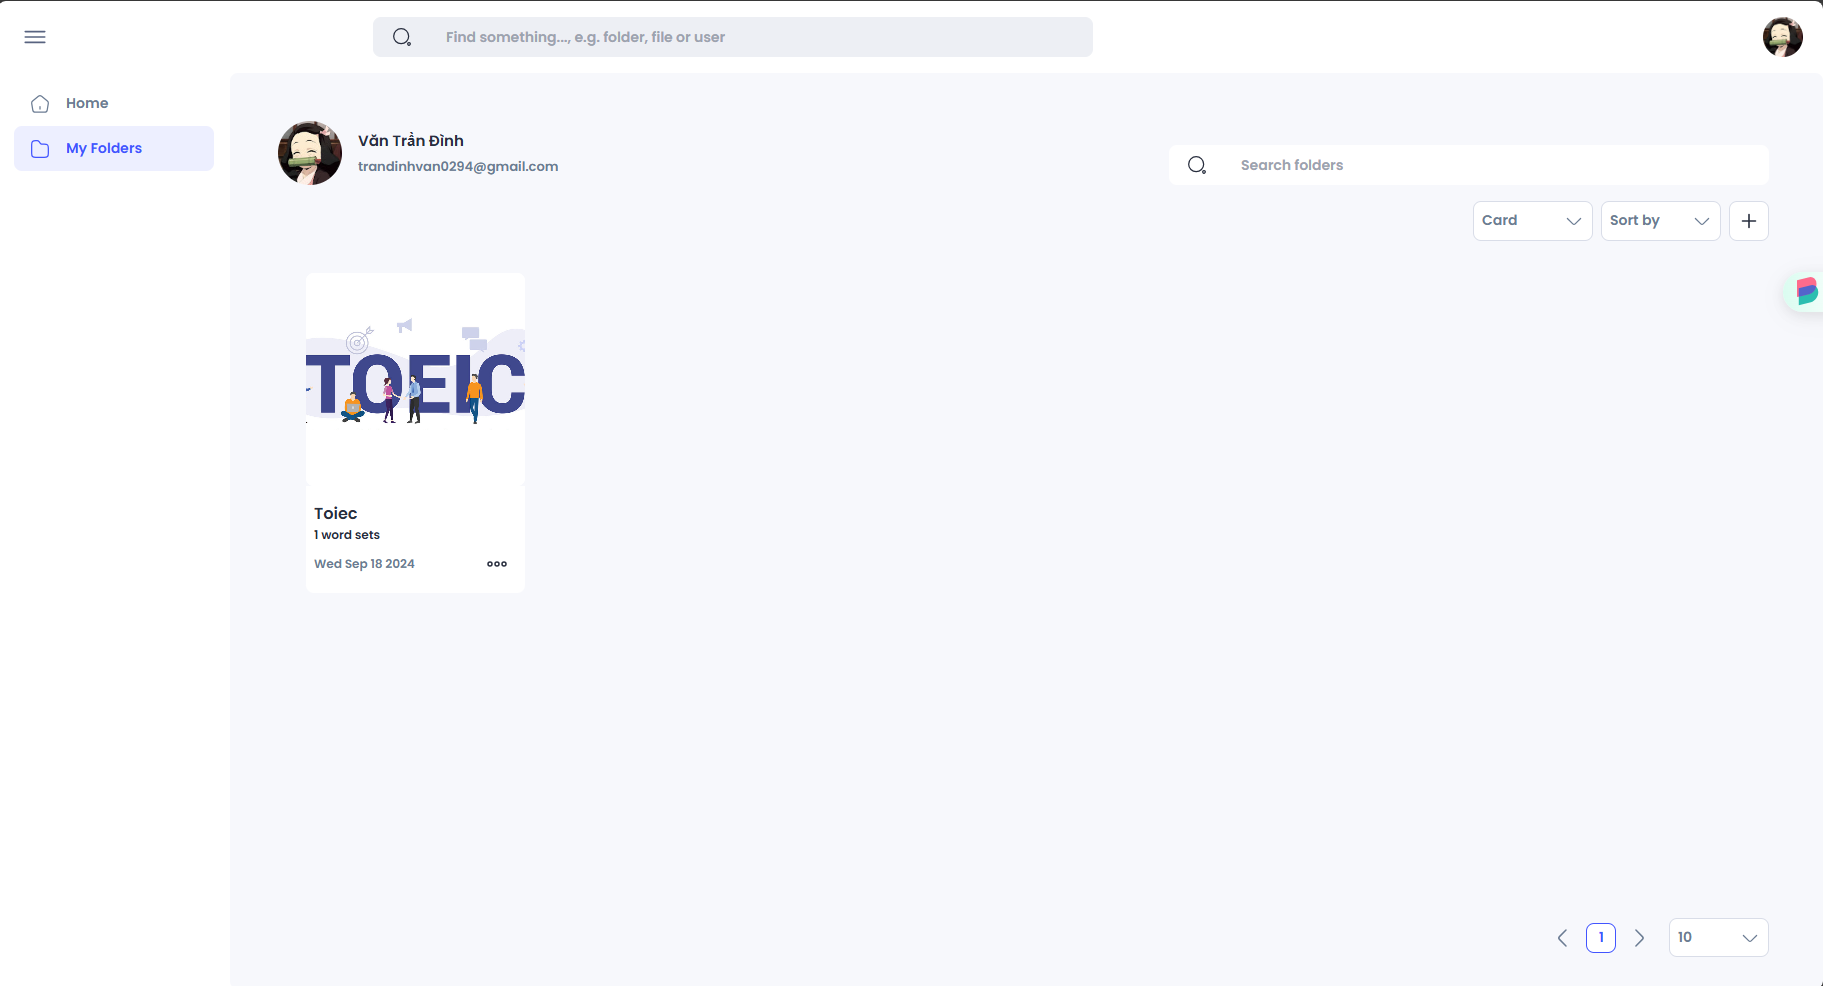 Find something..., e.g. folder, file or user
Home
My Folders
Văn Trần Đình
trandinhvan0294@gmail.com
Search folders
Card
Sort by
TOEIC
Toiec
1 word sets
Wed Sep 18 2024
1
10